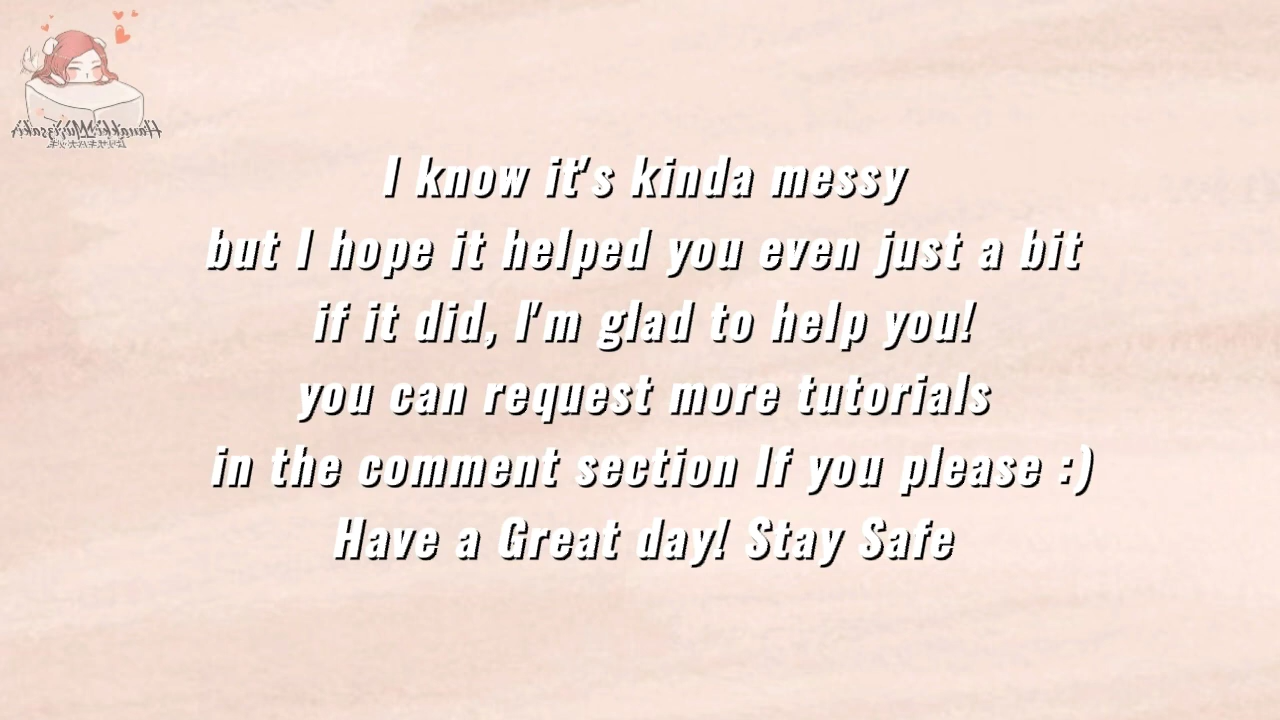 I know it's kinda messy
but I hope it helped you even just a bit
if it did, I'm glad to help you!
you can request more tutorials
in the comment section If you please :)
Have a Great day! Stay Safe